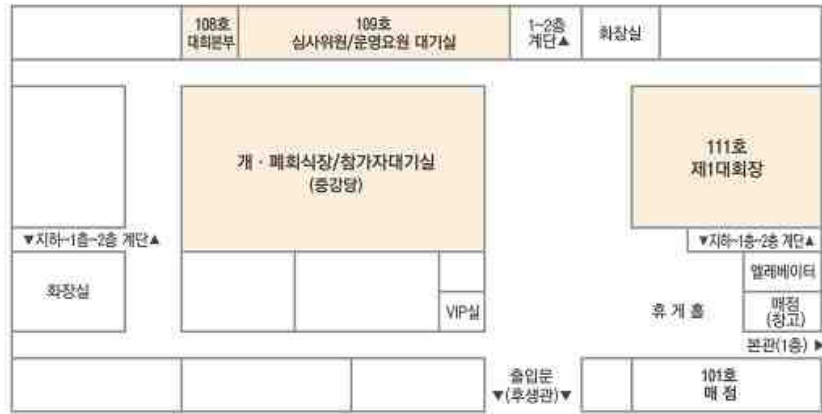 108호
대회본부
109호
심사위원/운영요원 대기실
1~2층
계단▲
화장실
개 · 폐회식장/참가자대기실
(중강당)
111호
제1대회장
▼지하~1층~2층 계단▲
▼지하~1층~2층 계단▲
화장실
엘레베이터
VIP실
휴 게 홀
매점
(창고)
본관(1층) ▶
출입문
▼(후생관)▼
101호
매 점